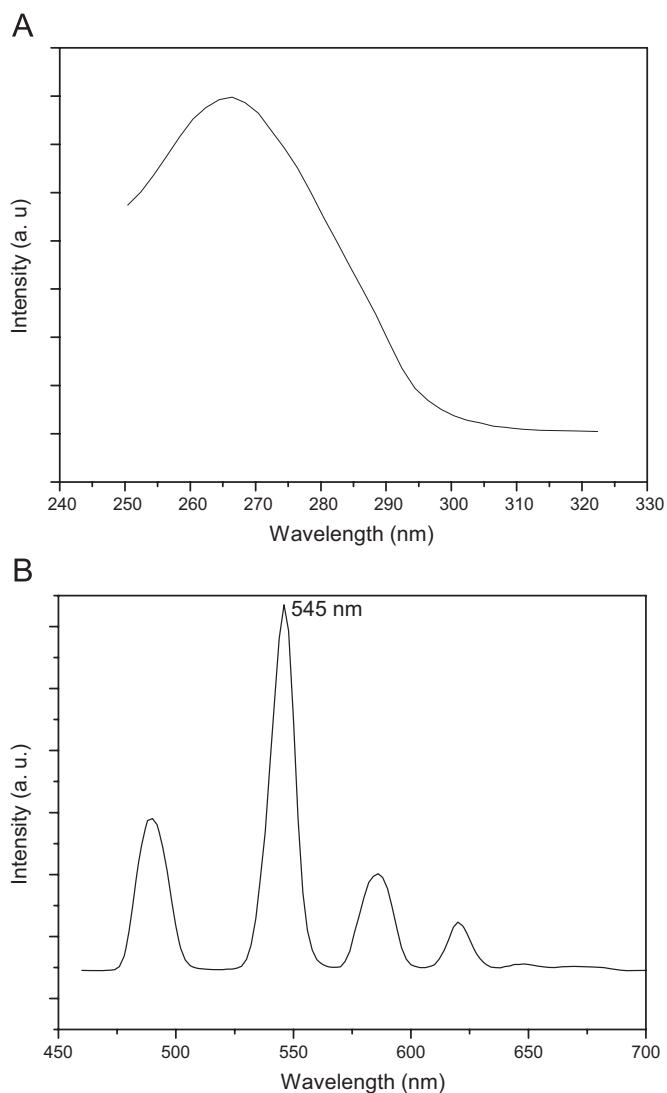 A
Intensity (a. u)
240 250 260 270 280 290 300 310 320 330
Wavelength (nm)
B
545 nm
Intensity (a. u.)
450 500 550 600 650 700
Wavelength (nm)